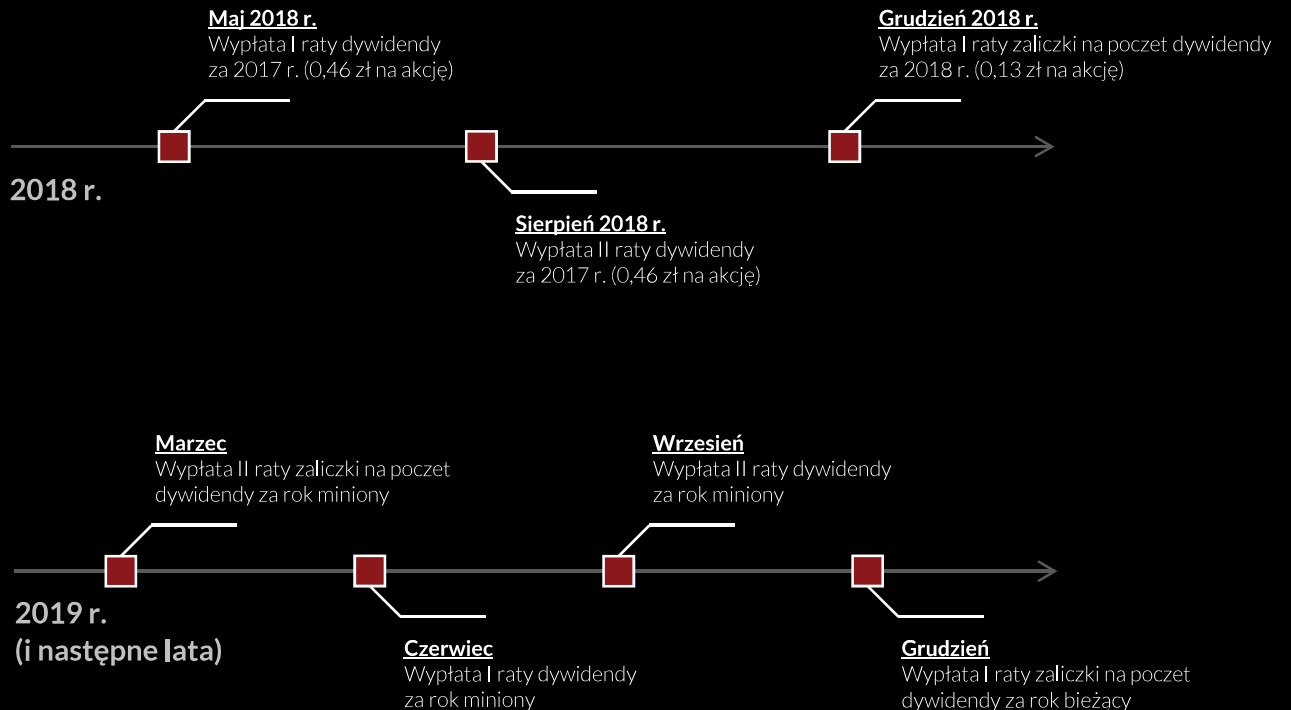 Maj 2018 r.
Wypłata I raty dywidendy
za 2017 r. (0,46 zł na akcję)
Grudzień 2018 r.
Wypłata I raty zaliczki na poczet dywidendy
za 2018 r. (0,13 zł na akcję)
2018 r.
Sierpień 2018 r.
Wypłata II raty dywidendy
za 2017 r. (0,46 zł na akcję)
Marzec
Wypłata II raty zaliczki na poczet
dywidendy za rok miniony
Wrzesień
Wypłata II raty dywidendy
za rok miniony
2019 r.
(i następne lata)
Czerwiec
Wypłata I raty dywidendy
za rok miniony
Grudzień
Wypłata I raty zaliczki na poczet
dywidendy za rok bieżący